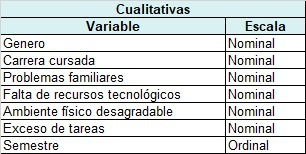 Cualitativas
Variable Escala
Genero Nominal
Carrera cursada Nominal
Problemas familiares Nominal
Falta de recursos tecnológicos Nominal
Ambiente físico desagradable Nominal
Exceso de tareas Nominal
Semestre Ordinal